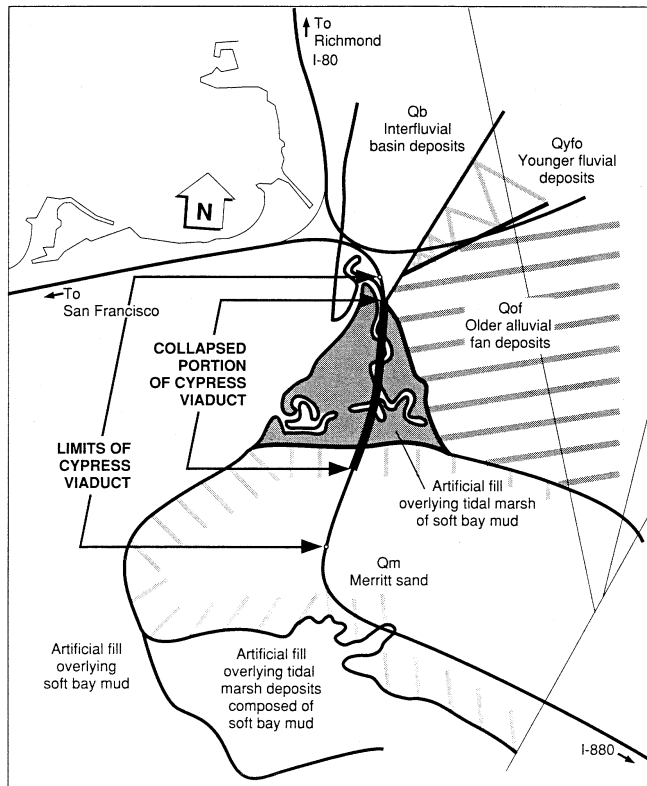 To
Richmond
I-80
Qb
Interfluvial
basin deposits
Qyfo
Younger fluvial
deposits
N
To
San Francisco
Qof
Older alluvial
fan deposits
COLLAPSED
PORTION
OF CYPRESS
VIADUCT
LIMITS OF
CYPRESS
VIADUCT
Artificial fill
overlying tidal marsh
of soft bay mud
Qm
Merritt sand
Artificial fill
overlying
soft bay mud
Artificial fill
overlying tidal
marsh deposits
composed of
soft bay mud
I-880